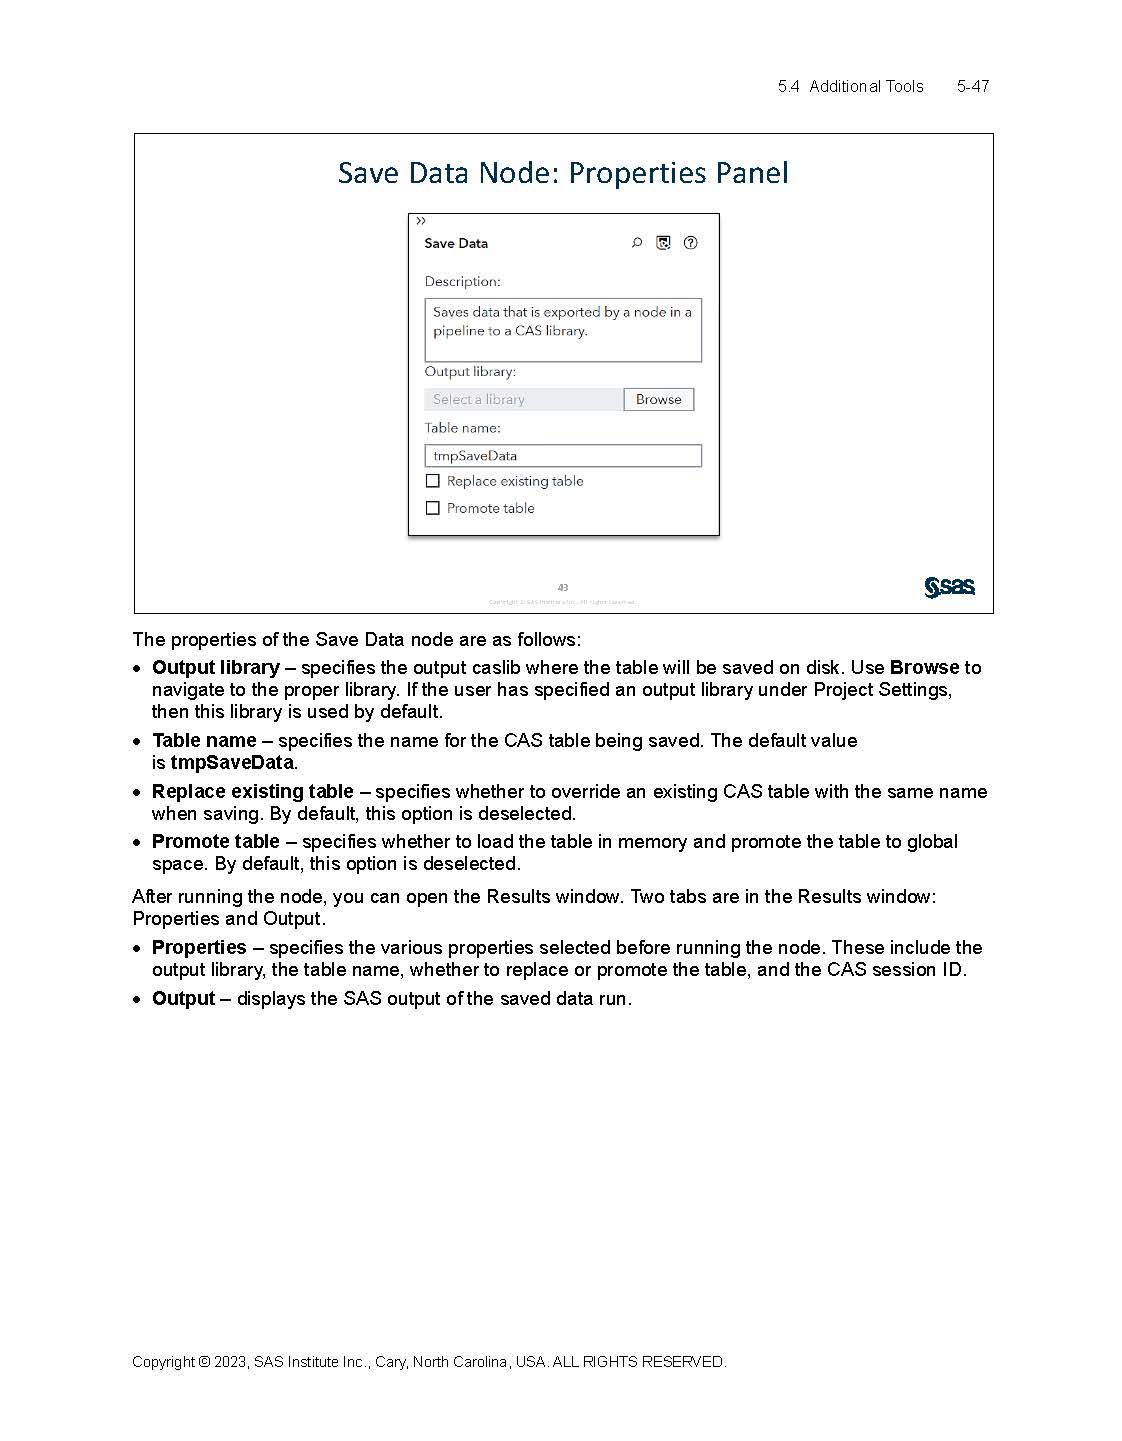 5.4 Additional Tools 5-47
Save Data Node: Properties Panel
Save Data
Description:
Saves data that is exported by a node in a
pipeline to a CAS library.
Output library:
Select a library Browse
Table name:
tmpSaveData
Replace existing table
Promote table
43
Copyright © SAS Institute Inc. All rights reserved.
sas
The properties of the Save Data node are as follows:
• Output library – specifies the output caslib where the table will be saved on disk. Use Browse to
navigate to the proper library. If the user has specified an output library under Project Settings,
then this library is used by default.
• Table name – specifies the name for the CAS table being saved. The default value
is tmpSaveData.
• Replace existing table – specifies whether to override an existing CAS table with the same name
when saving. By default, this option is deselected.
• Promote table – specifies whether to load the table in memory and promote the table to global
space. By default, this option is deselected.
After running the node, you can open the Results window. Two tabs are in the Results window:
Properties and Output.
• Properties – specifies the various properties selected before running the node. These include the
output library, the table name, whether to replace or promote the table, and the CAS session ID.
• Output – displays the SAS output of the saved data run.
Copyright © 2023, SAS Institute Inc., Cary, North Carolina, USA. ALL RIGHTS RESERVED.